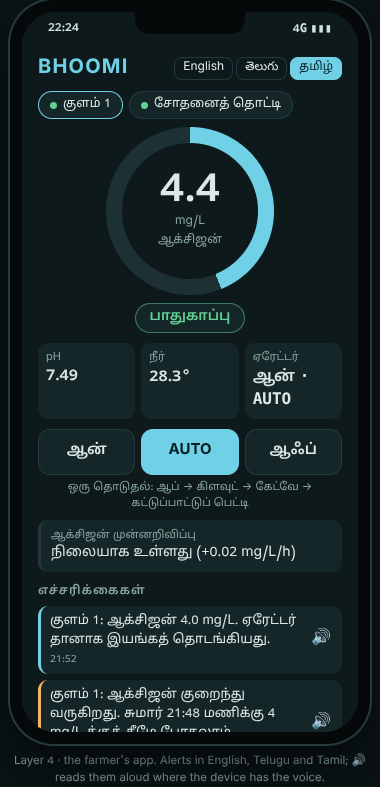 22:24 4G
BHOOMI English తెలుగు தமிழ்
குளம் 1 சோதனைத் தொட்டி
4.4
mg/L
ஆக்சிஜன்
பாதுகாப்பு
pH நீர் ஏரேட்டர்
7.49 28.3° ஆன் ·
AUTO
ஆன் AUTO ஆஃப்
ஒரு தொடுதல்: ஆப் → கிளவுட் → கேட்வே →
கட்டுப்பாட்டுப் பெட்டி
ஆக்சிஜன் முன்னறிவிப்பு
நிலையாக உள்ளது (+0.02 mg/L/h)
எச்சரிக்கைகள்
குளம் 1: ஆக்சிஜன் 4.0 mg/L. ஏரேட்டர்
தானாக இயங்கத் தொடங்கியது.
21:52
குளம் 1: ஆக்சிஜன் குறைந்து
வருகிறது. சுமார் 21:48 மணிக்கு 4
Layer 4 · the farmer's app. Alerts in English, Telugu and Tamil; 🔊
reads them aloud where the device has the voice.